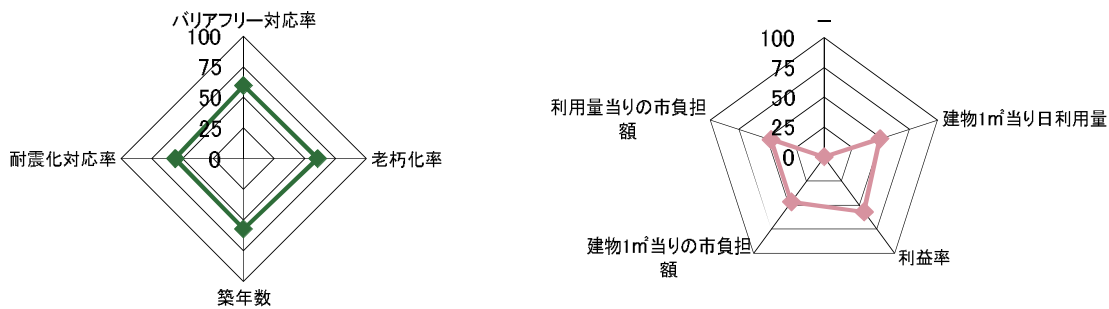 バリアフリー対応率
100
75
50
25
0
耐震化対応率
老朽化率
築年数
－
100
75
50
25
0
利用量当りの市負担
額
建物1㎡当り日利用量
建物1㎡当りの市負担
額
利益率